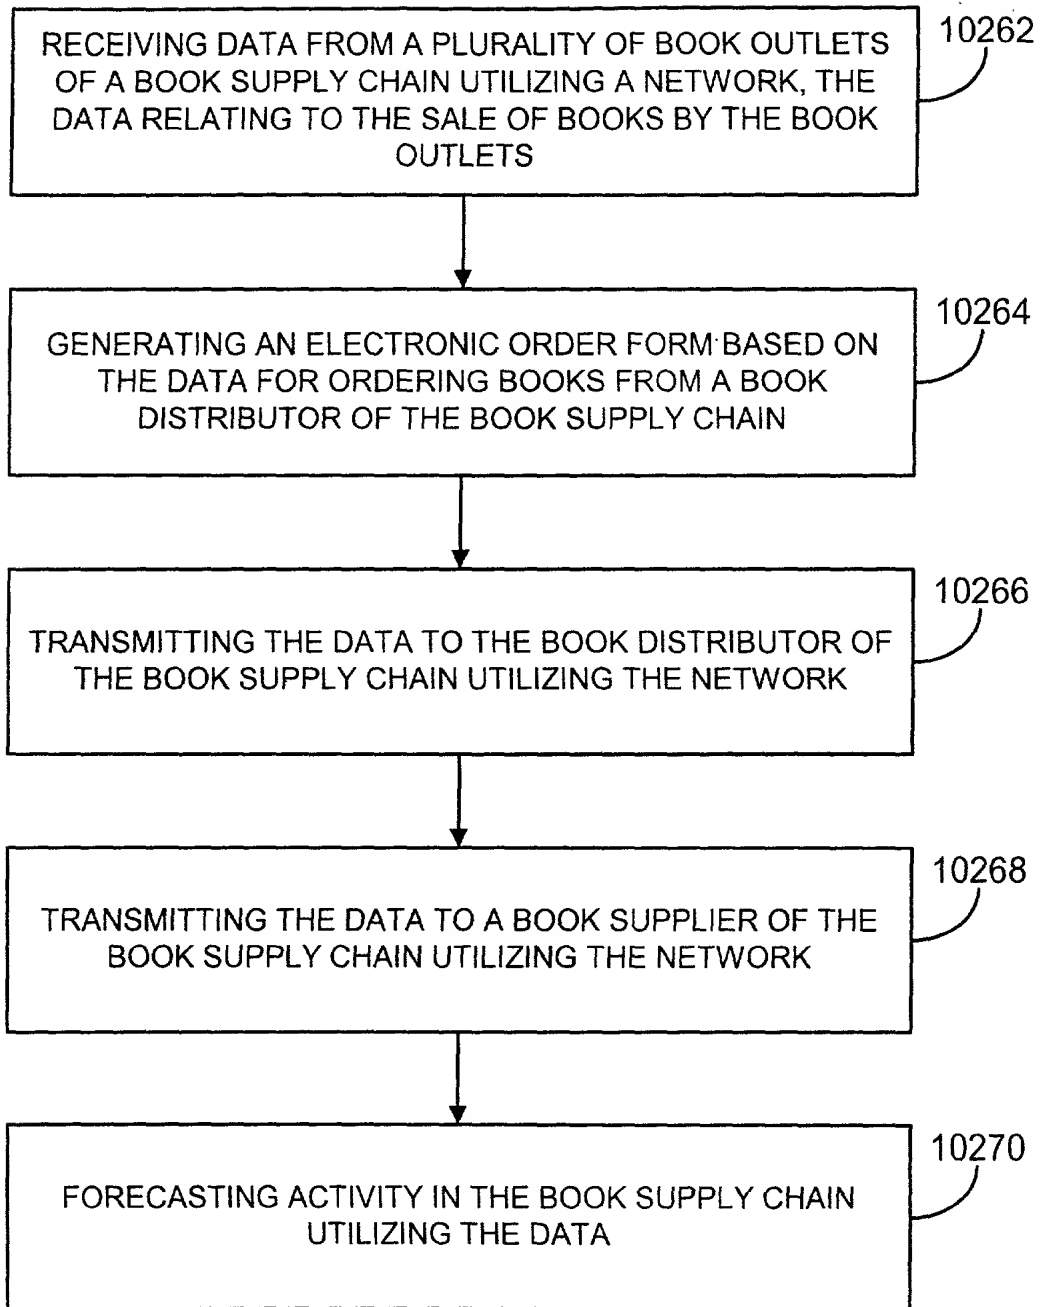 RECEIVING DATA FROM A PLURALITY OF BOOK OUTLETS
OF A BOOK SUPPLY CHAIN UTILIZING A NETWORK, THE
DATA RELATING TO THE SALE OF BOOKS BY THE BOOK
OUTLETS
10262
GENERATING AN ELECTRONIC ORDER FORM BASED ON
THE DATA FOR ORDERING BOOKS FROM A BOOK
DISTRIBUTOR OF THE BOOK SUPPLY CHAIN
10264
TRANSMITTING THE DATA TO THE BOOK DISTRIBUTOR OF
THE BOOK SUPPLY CHAIN UTILIZING THE NETWORK
10266
TRANSMITTING THE DATA TO A BOOK SUPPLIER OF THE
BOOK SUPPLY CHAIN UTILIZING THE NETWORK
10268
FORECASTING ACTIVITY IN THE BOOK SUPPLY CHAIN
UTILIZING THE DATA
10270